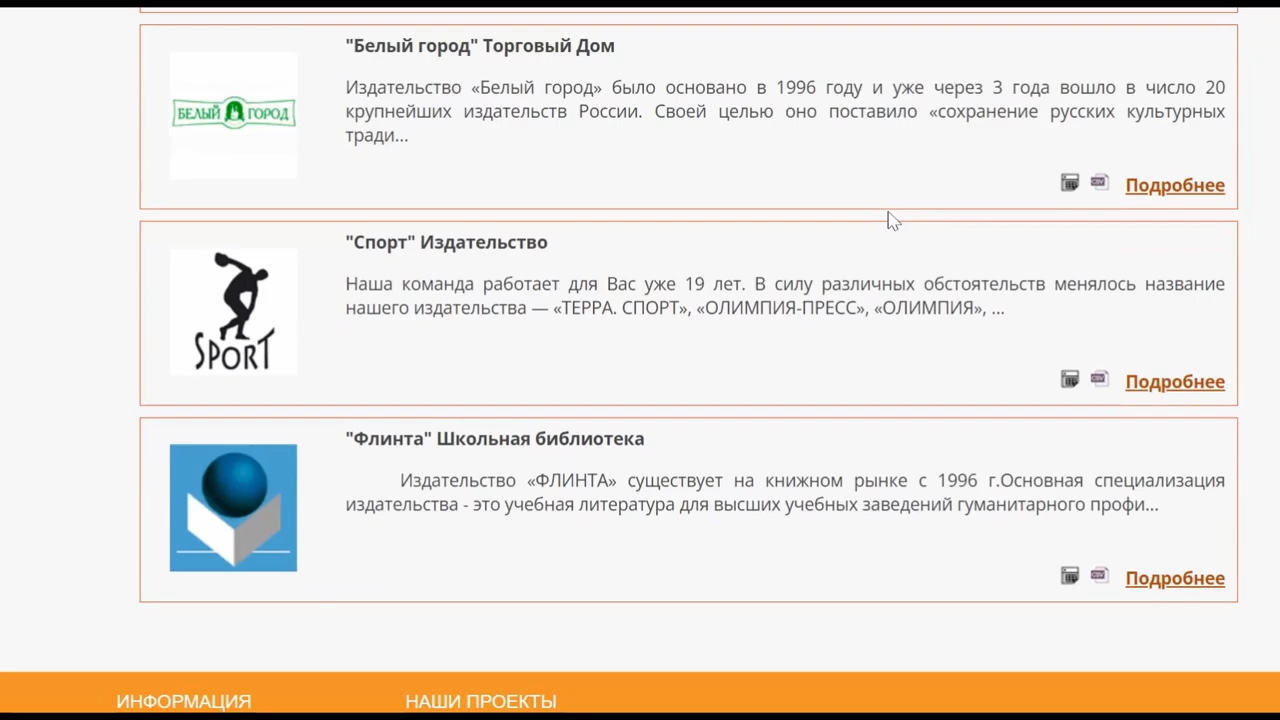 "Белый город" Торговый Дом
БЕЛЫЙ ГОРОД
Издательство «Белый город» было основано в 1996 году и уже через 3 года вошло в число 20
крупнейших издательств России. Своей целью оно поставило «сохранение русских культурных
тради...
CSV Подробнее
"Спорт" Издательство
SPORT
Наша команда работает для Вас уже 19 лет. В силу различных обстоятельств менялось название
нашего издательства — «ТЕРРА. СПОРТ», «ОЛИМПИЯ-ПРЕСС», «ОЛИМПИЯ», ...
CSV Подробнее
"Флинта" Школьная библиотека
Издательство «ФЛИНТА» существует на книжном рынке с 1996 г.Основная специализация
издательства - это учебная литература для высших учебных заведений гуманитарного профи...
CSV Подробнее
ИНФОРМАЦИЯ НАШИ ПРОЕКТЫ